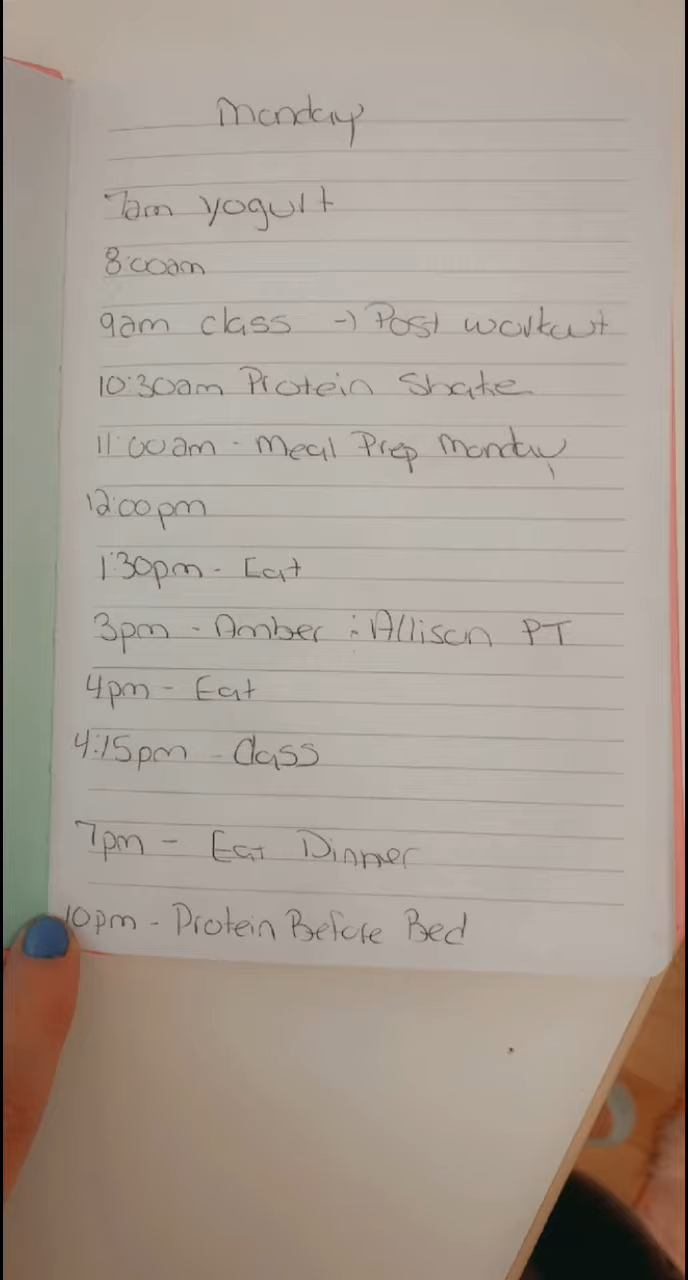 Monday
7am yogurt
8:00am
9am class → Post workout
10:30am Protein Shake
11:00am - Meal Prep Monday
12:00pm
1:30pm - Eat
3pm - Amber : Allison PT
4pm - Eat
4:15pm - Class
7pm - Eat Dinner
10pm - Protein Before Bed